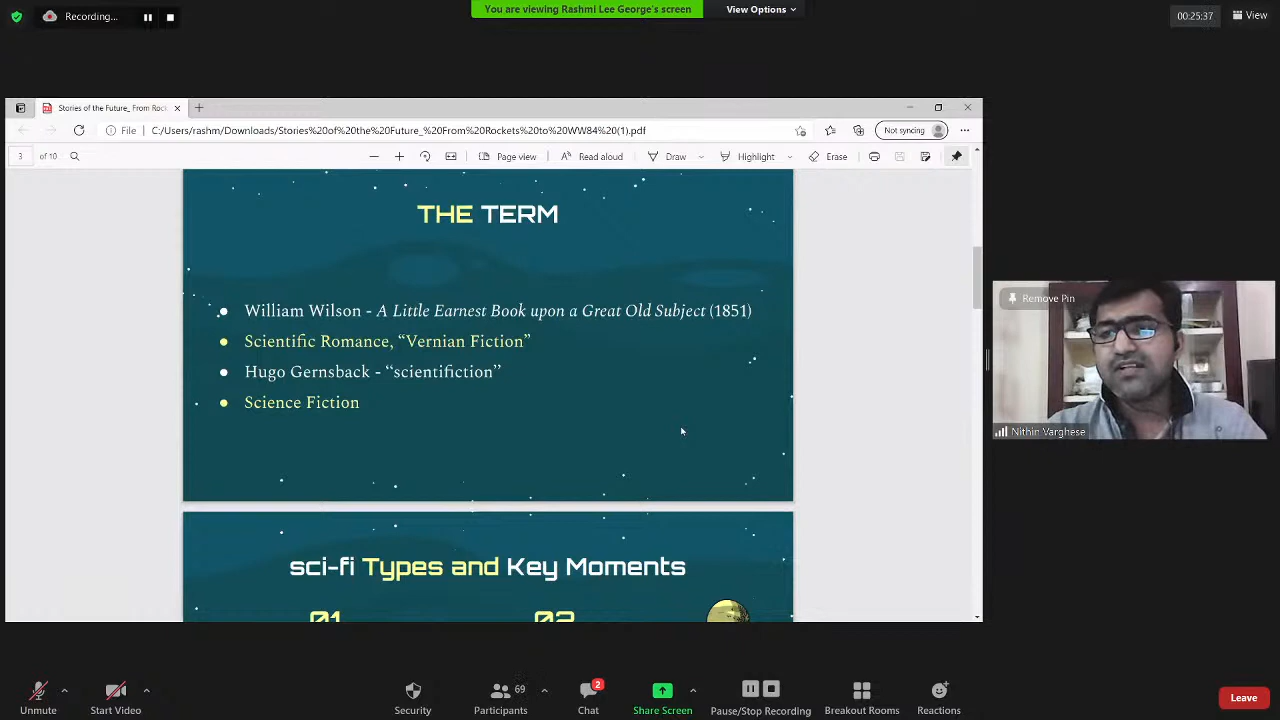 Recording...
You are viewing Rashmi Lee George's screen
View Options
00:25:37
View
Stories of the Future_ From Roc
File
C:/Users/rashm/Downloads/Stories%20of%20the%20Future_%20From%20Rockets%20to%20WW84%20(1).pdf
Not syncing
3 of 10
Page view
Read aloud
Draw
Highlight
Erase
THE TERM
William Wilson - A Little Earnest Book upon a Great Old Subject (1851)
Scientific Romance, “Vernian Fiction”
Hugo Gernsback - “scientifiction”
Science Fiction
sci-fi Types and Key Moments
01
02
Remove Pin
Nithin Varghese
Unmute
Start Video
Security
69
Participants
2
Chat
Share Screen
Pause/Stop Recording
Breakout Rooms
Reactions
Leave